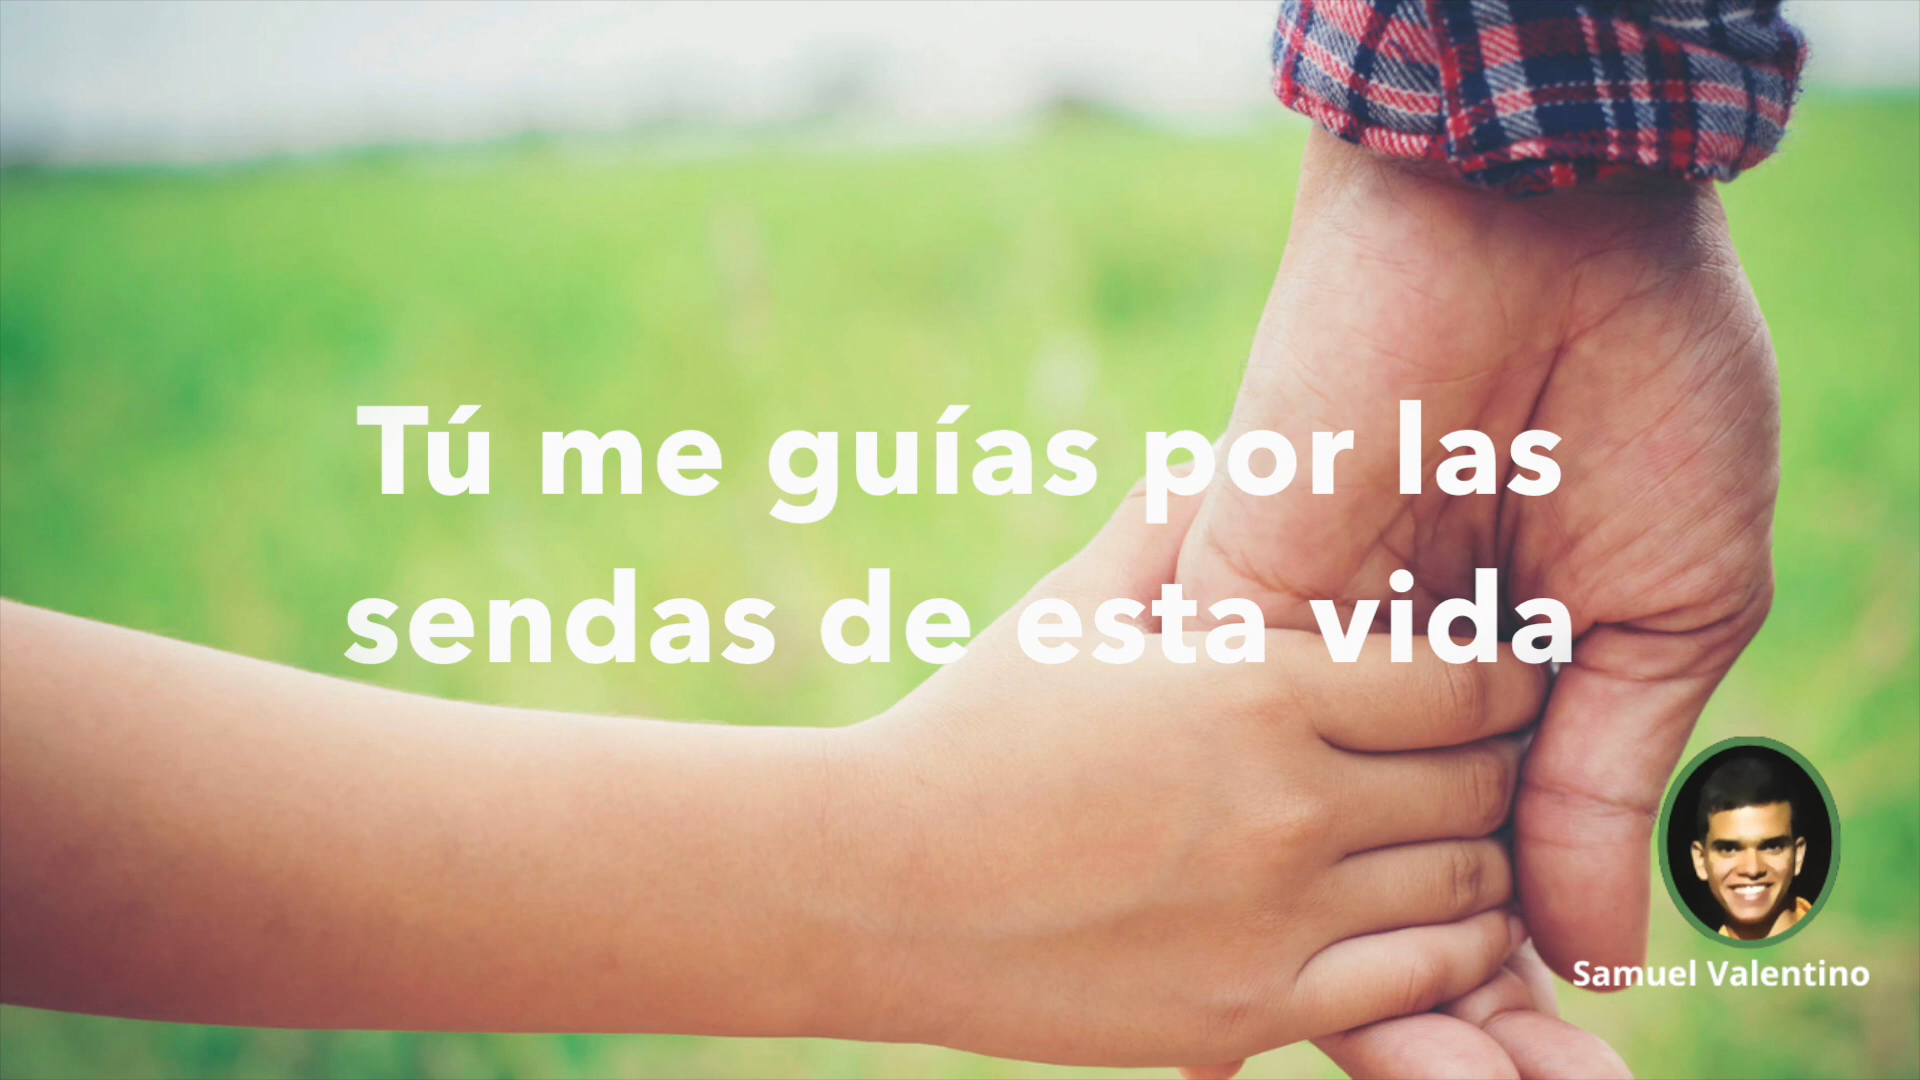 Tú me guías por las
sendas de esta vida
Samuel Valentino